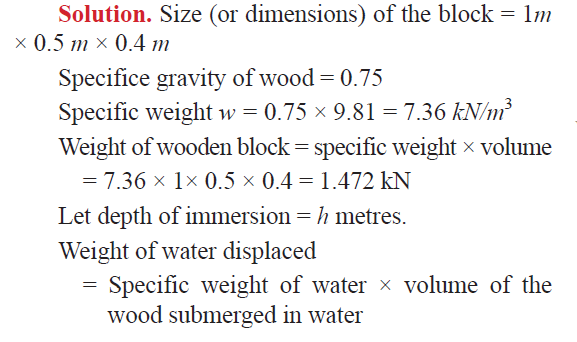 Solution. Size (or dimensions) of the block = 1m
× 0.5 m × 0.4 m
Specifice gravity of wood = 0.75
Specific weight w = 0.75 × 9.81 = 7.36 kN/m³
Weight of wooden block = specific weight × volume
= 7.36 × 1× 0.5 × 0.4 = 1.472 kN
Let depth of immersion = h metres.
Weight of water displaced
= Specific weight of water × volume of the
wood submerged in water